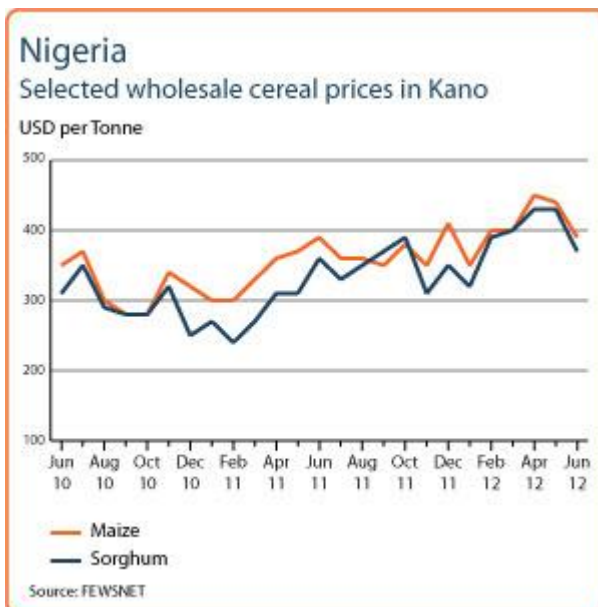 Nigeria
Selected wholesale cereal prices in Kano
USD per Tonne
500
400
300
200
100
Jun Aug Oct Dec Feb Apr Jun Aug Oct Dec Feb Apr Jun
10 10 10 10 11 11 11 11 11 11 12 12 12
Maize
Sorghum
Source: FEWSNET